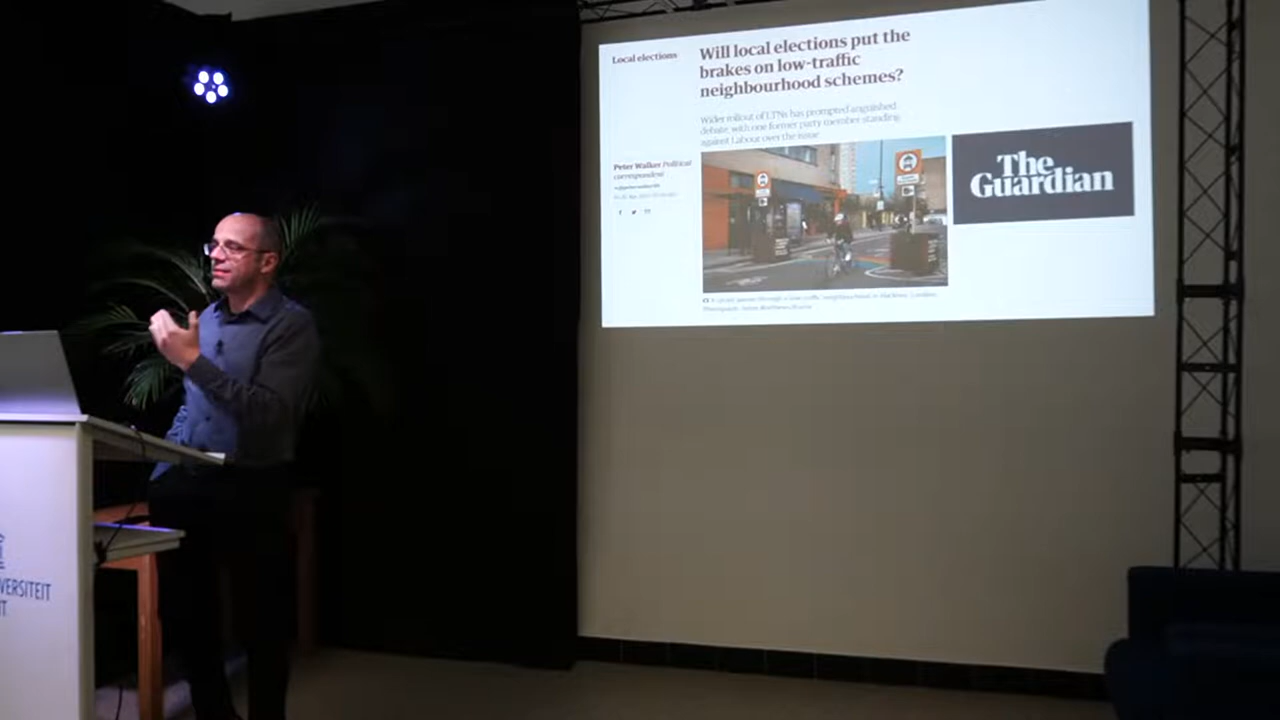 Local elections
Will local elections put the
brakes on low-traffic
neighbourhood schemes?
Wider rollout of LTNs has prompted anguished
debate, with one former party member standing
against Labour over the issue
Peter Walker Political
correspondent
The
Guardian
VERSITEIT
T